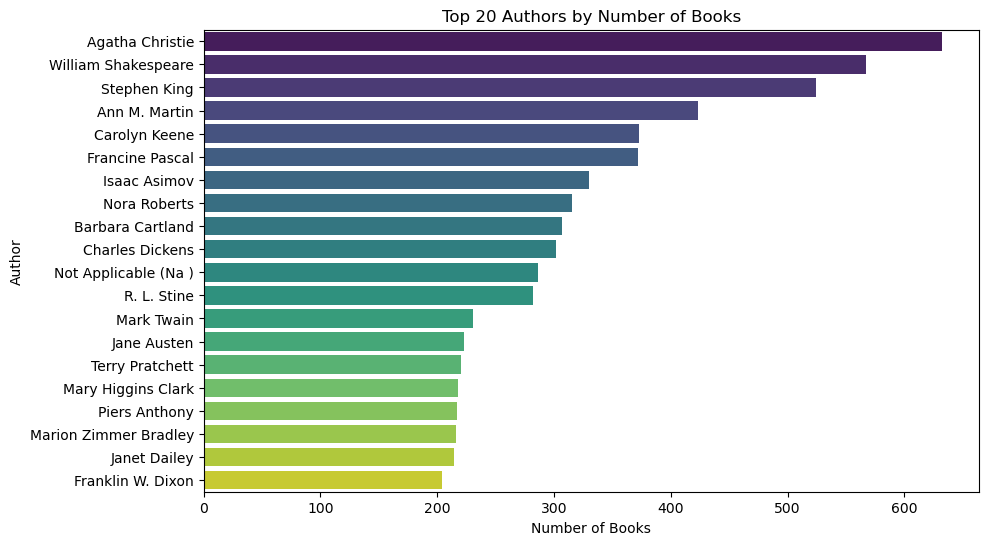 Top 20 Authors by Number of Books
Agatha Christie
William Shakespeare
Stephen King
Ann M. Martin
Carolyn Keene
Francine Pascal
Isaac Asimov
Nora Roberts
Barbara Cartland
Charles Dickens
Not Applicable (Na )
R. L. Stine
Mark Twain
Jane Austen
Terry Pratchett
Mary Higgins Clark
Piers Anthony
Marion Zimmer Bradley
Janet Dailey
Franklin W. Dixon
Author
0 100 200 300 400 500 600
Number of Books